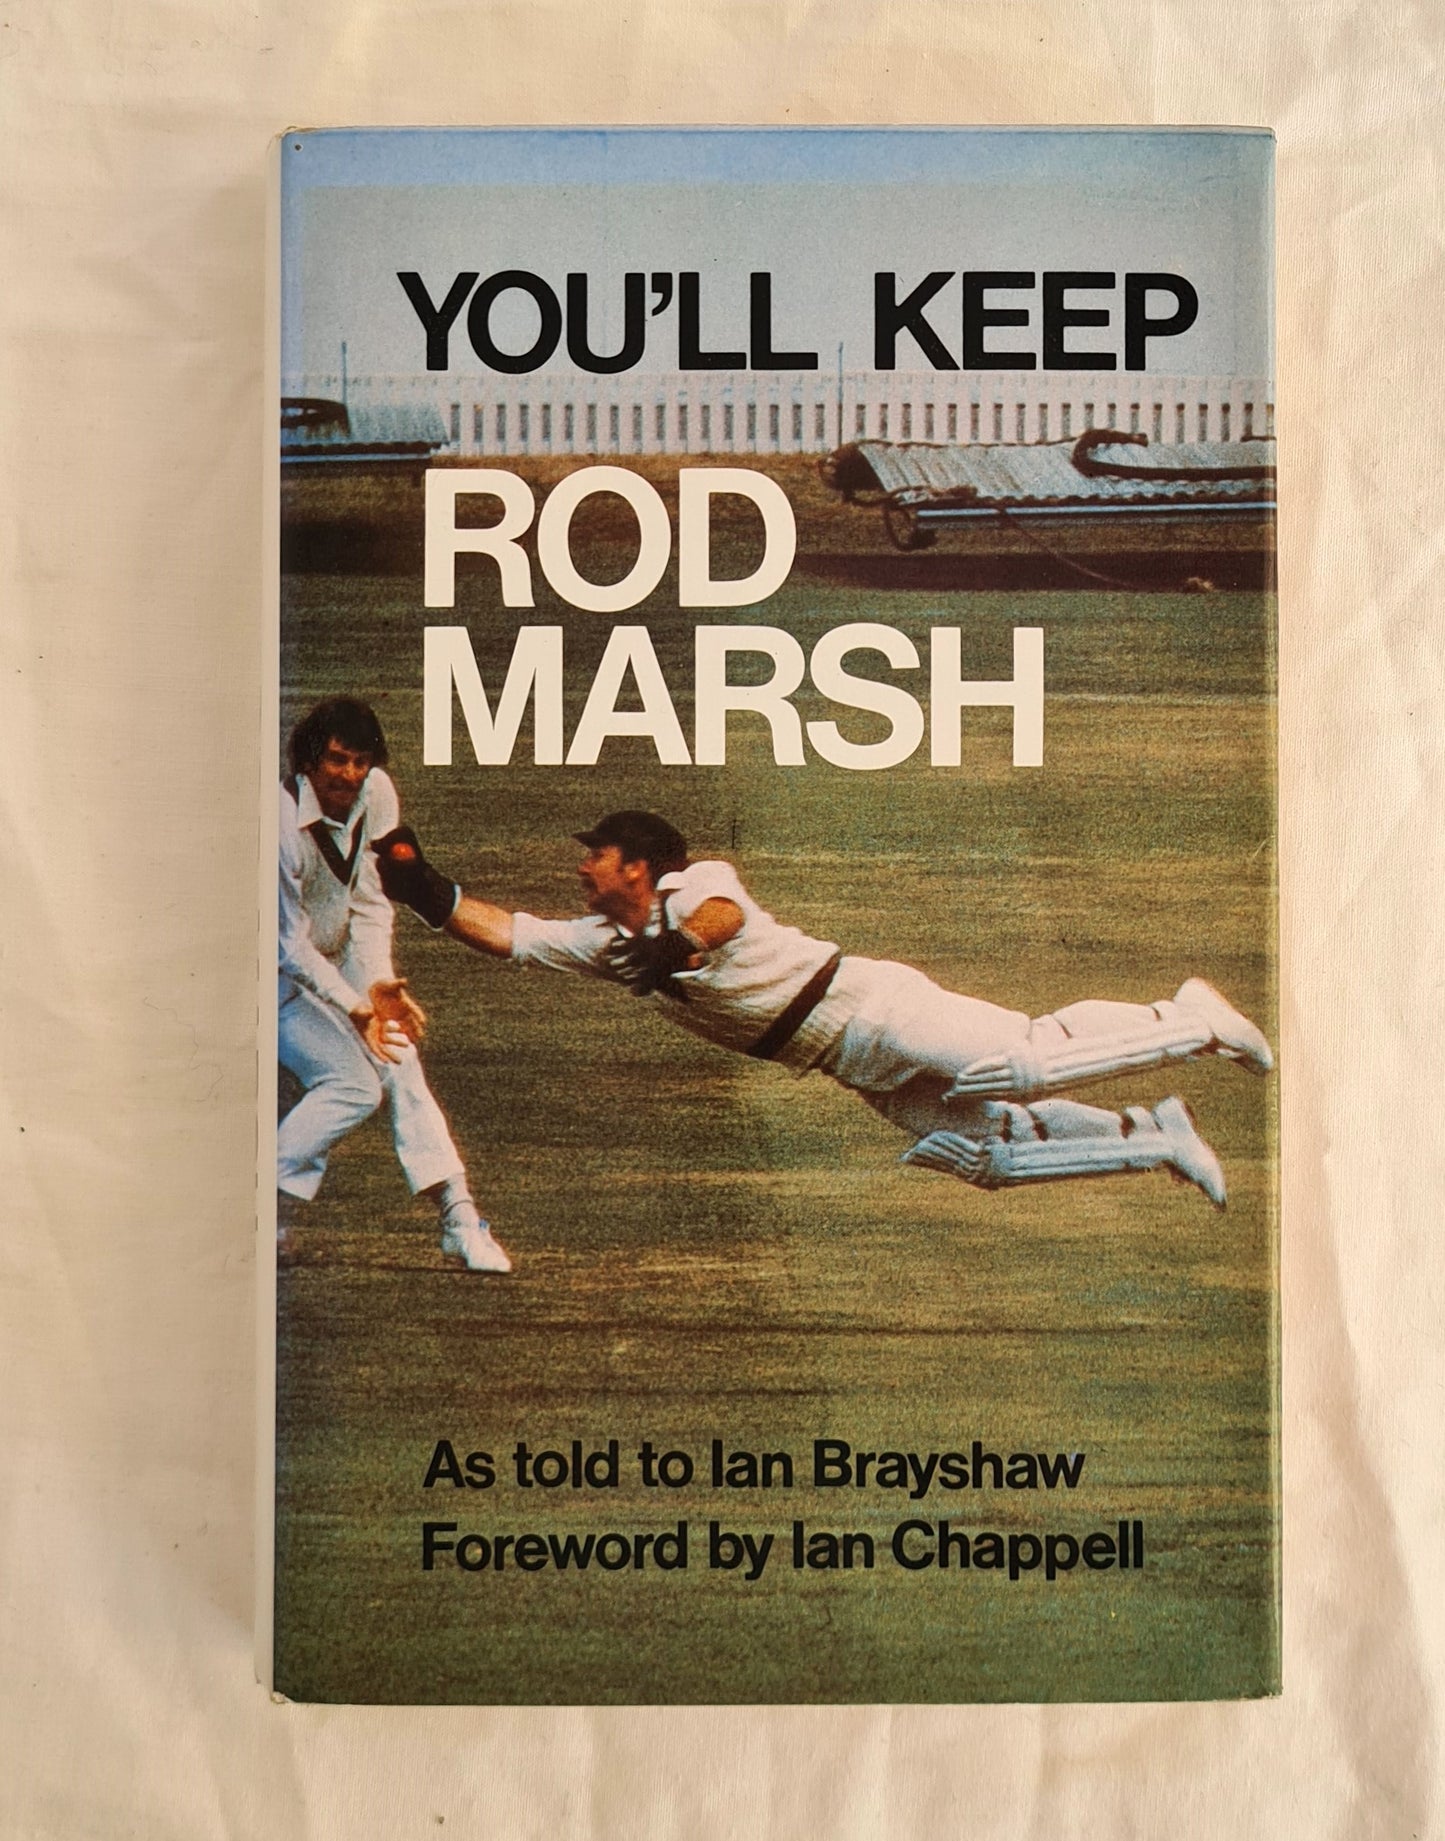 YOU'LL KEEP
ROD
MARSH
As told to Ian Brayshaw
Foreword by Ian Chappell